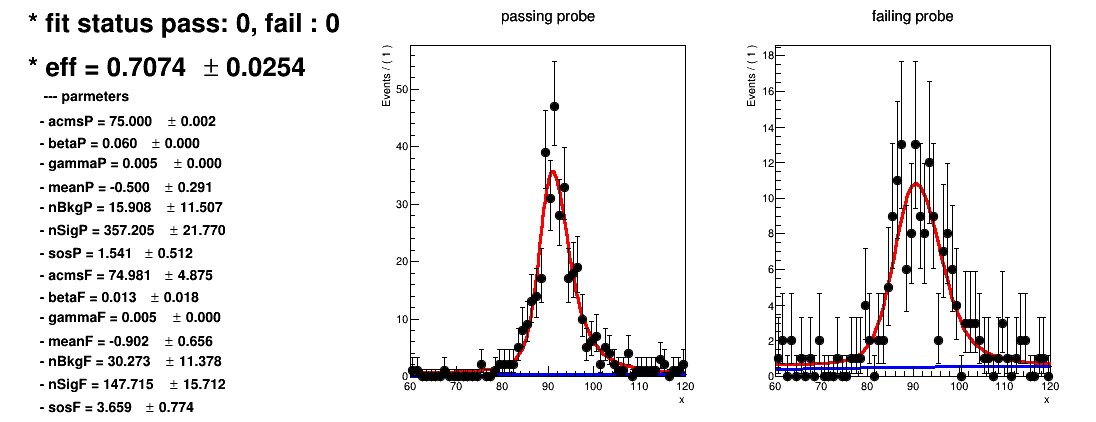 * fit status pass: 0, fail : 0
* eff = 0.7074 ± 0.0254
--- parmeters
- acmsP = 75.000 ± 0.002
- betaP = 0.060 ± 0.000
- gammaP = 0.005 ± 0.000
- meanP = -0.500 ± 0.291
- nBkgP = 15.908 ± 11.507
- nSigP = 357.205 ± 21.770
- sosP = 1.541 ± 0.512
- acmsF = 74.981 ± 4.875
- betaF = 0.013 ± 0.018
- gammaF = 0.005 ± 0.000
- meanF = -0.902 ± 0.656
- nBkgF = 30.273 ± 11.378
- nSigF = 147.715 ± 15.712
- sosF = 3.659 ± 0.774
passing probe
Events / ( 1 )
50
40
30
20
10
0
60 70 80 90 100 110 120
x
failing probe
Events / ( 1 )
18
16
14
12
10
8
6
4
2
0
60 70 80 90 100 110 120
x